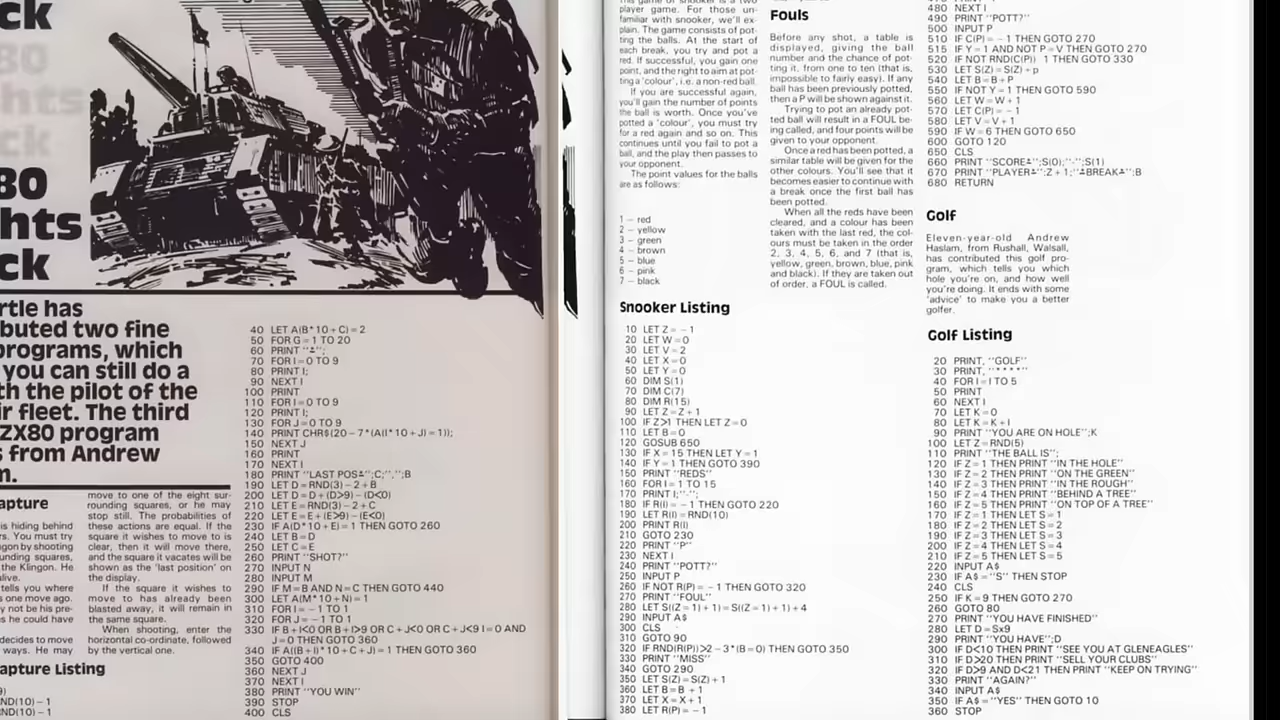 ck
80
nts
ck
80
hts
ck
rtle has
buted two fine
programs, which
you can still do a
th the pilot of the
ir fleet. The third
ZX80 program
s from Andrew
n.
apture
is hiding behind
rs. You must try
gon by shooting
unding squares,
the Klingon. He
alive.
tells you where
s one move ago.
y not be his pre-
s he could have
decides to move
ways. He may
move to one of the eight sur-
rounding squares, or he may
stop still. The probabilities of
these actions are equal. If the
square it wishes to move to is
clear, then it will move there,
and the square it vacates will be
shown as the 'last position' on
the display.
If the square it wishes to
move to has already been
blasted away, it will remain in
the same square.
When shooting, enter the
horizontal co-ordinate, followed
by the vertical one.
apture Listing
9)
ND(10) − 1
ND(10) − 1
40 LET A(B*10 + C) = 2
50 FOR G = 1 TO 20
60 PRINT "≛";
70 FOR I = 0 TO 9
80 PRINT I;
90 NEXT I
100 PRINT
110 FOR I = 0 TO 9
120 PRINT I;
130 FOR J = 0 TO 9
140 PRINT CHR$(20 − 7*(A(I*10 + J) = 1));
150 NEXT J
160 PRINT
170 NEXT I
180 PRINT "LAST POS≛";C;",";B
190 LET D = RND(3) − 2 + B
200 LET D = D + (D>9) − (D<0)
210 LET E = RND(3) − 2 + C
220 LET E = E + (E>9) − (E<0)
230 IF A(D*10 + E) = 1 THEN GOTO 260
240 LET B = D
250 LET C = E
260 PRINT "SHOT?"
270 INPUT N
280 INPUT M
290 IF M = B AND N = C THEN GOTO 440
300 LET A(M*10 + N) = 1
310 FOR I = − 1 TO 1
320 FOR J = − 1 TO 1
330 IF B + I<0 OR B + I>9 OR C + J<0 OR C + J<9 I = 0 AND
J = 0 THEN GOTO 360
340 IF A((B + I)*10 + C + J) = 1 THEN GOTO 360
350 GOTO 400
360 NEXT J
370 NEXT I
380 PRINT "YOU WIN"
390 STOP
400 CLS
player game. For those un-
familiar with snooker, we'll ex-
plain. The game consists of pot-
ting the balls. At the start of
each break, you try and pot a
red. If successful, you gain one
point, and the right to aim at pot-
ting a 'colour', i.e. a non-red ball.
If you are successful again,
you'll gain the number of points
the ball is worth. Once you've
potted a 'colour', you must try
for a red again and so on. This
continues until you fail to pot a
ball, and the play then passes to
your opponent.
The point values for the balls
are as follows:
1 − red
2 − yellow
3 − green
4 − brown
5 − blue
6 − pink
7 − black
Snooker Listing
10 LET Z = − 1
20 LET W = 0
30 LET V = 2
40 LET X = 0
50 LET Y = 0
60 DIM S(1)
70 DIM C(7)
80 DIM R(15)
90 LET Z = Z + 1
100 IF Z>1 THEN LET Z = 0
110 LET B = 0
120 GOSUB 650
130 IF X = 15 THEN LET Y = 1
140 IF Y = 1 THEN GOTO 390
150 PRINT "REDS"
160 FOR I = 1 TO 15
170 PRINT I;"-";
180 IF R(I) = − 1 THEN GOTO 220
190 LET R(I) = RND(10)
200 PRINT R(I)
210 GOTO 230
220 PRINT "P"
230 NEXT I
240 PRINT "POTT?"
250 INPUT P
260 IF NOT R(P) = − 1 THEN GOTO 320
270 PRINT "FOUL"
280 LET S((Z = 1) + 1) = S((Z = 1) + 1) + 4
290 INPUT A$
300 CLS
310 GOTO 90
320 IF RND(R(P))>2 − 3*(B = 0) THEN GOTO 350
330 PRINT "MISS"
340 GOTO 290
350 LET S(Z) = S(Z) + 1
360 LET B = B + 1
370 LET X = X + 1
380 LET R(P) = − 1
Fouls
Before any shot, a table is
displayed, giving the ball
number and the chance of pot-
ting it, from one to ten (that is,
impossible to fairly easy). If any
ball has been previously potted,
then a P will be shown against it.
Trying to pot an already pot-
ted ball will result in a FOUL be-
ing called, and four points will be
given to your opponent.
Once a red has been potted, a
similar table will be given for the
other colours. You'll see that it
becomes easier to continue with
a break once the first ball has
been potted.
When all the reds have been
cleared, and a colour has been
taken with the last red, the col-
ours must be taken in the order
2, 3, 4, 5, 6, and 7 (that is,
yellow, green, brown, blue, pink
and black). If they are taken out
of order, a FOUL is called.
480 NEXT I
490 PRINT "POTT?"
500 INPUT P
510 IF C(P) = − 1 THEN GOTO 270
515 IF Y = 1 AND NOT P = V THEN GOTO 270
520 IF NOT RND(C(P)) 1 THEN GOTO 330
530 LET S(Z) = S(Z) + p
540 LET B = B + P
550 IF NOT Y = 1 THEN GOTO 590
560 LET W = W + 1
570 LET C(P) = − 1
580 LET V = V + 1
590 IF W = 6 THEN GOTO 650
600 GOTO 120
650 CLS
660 PRINT "SCORE≛";S(0);"-";S(1)
670 PRINT "PLAYER≛";Z + 1;"≛BREAK≛";B
680 RETURN
Golf
Eleven-year-old Andrew
Haslam, from Rushall, Walsall,
has contributed this golf pro-
gram, which tells you which
hole you're on, and how well
you're doing. It ends with some
'advice' to make you a better
golfer.
Golf Listing
20 PRINT, "GOLF"
30 PRINT, "****"
40 FOR I = I TO 5
50 PRINT
60 NEXT I
70 LET K = 0
80 LET K = K + I
90 PRINT "YOU ARE ON HOLE";K
100 LET Z = RND(5)
110 PRINT "THE BALL IS";
120 IF Z = 1 THEN PRINT "IN THE HOLE"
130 IF Z = 2 THEN PRINT "ON THE GREEN"
140 IF Z = 3 THEN PRINT "IN THE ROUGH"
150 IF Z = 4 THEN PRINT "BEHIND A TREE"
160 IF Z = 5 THEN PRINT "ON TOP OF A TREE"
170 IF Z = 1 THEN LET S = 1
180 IF Z = 2 THEN LET S = 2
190 IF Z = 3 THEN LET S = 3
200 IF Z = 4 THEN LET S = 4
210 IF Z = 5 THEN LET S = 5
220 INPUT A$
230 IF A$ = "S" THEN STOP
240 CLS
250 IF K = 9 THEN GOTO 270
260 GOTO 80
270 PRINT "YOU HAVE FINISHED"
280 LET D = Sx9
290 PRINT "YOU HAVE";D
300 IF D<10 THEN PRINT "SEE YOU AT GLENEAGLES"
310 IF D>20 THEN PRINT "SELL YOUR CLUBS"
320 IF D>9 AND D<21 THEN PRINT "KEEP ON TRYING"
330 PRINT "AGAIN?"
340 INPUT A$
350 IF A$ = "YES" THEN GOTO 10
360 STOP